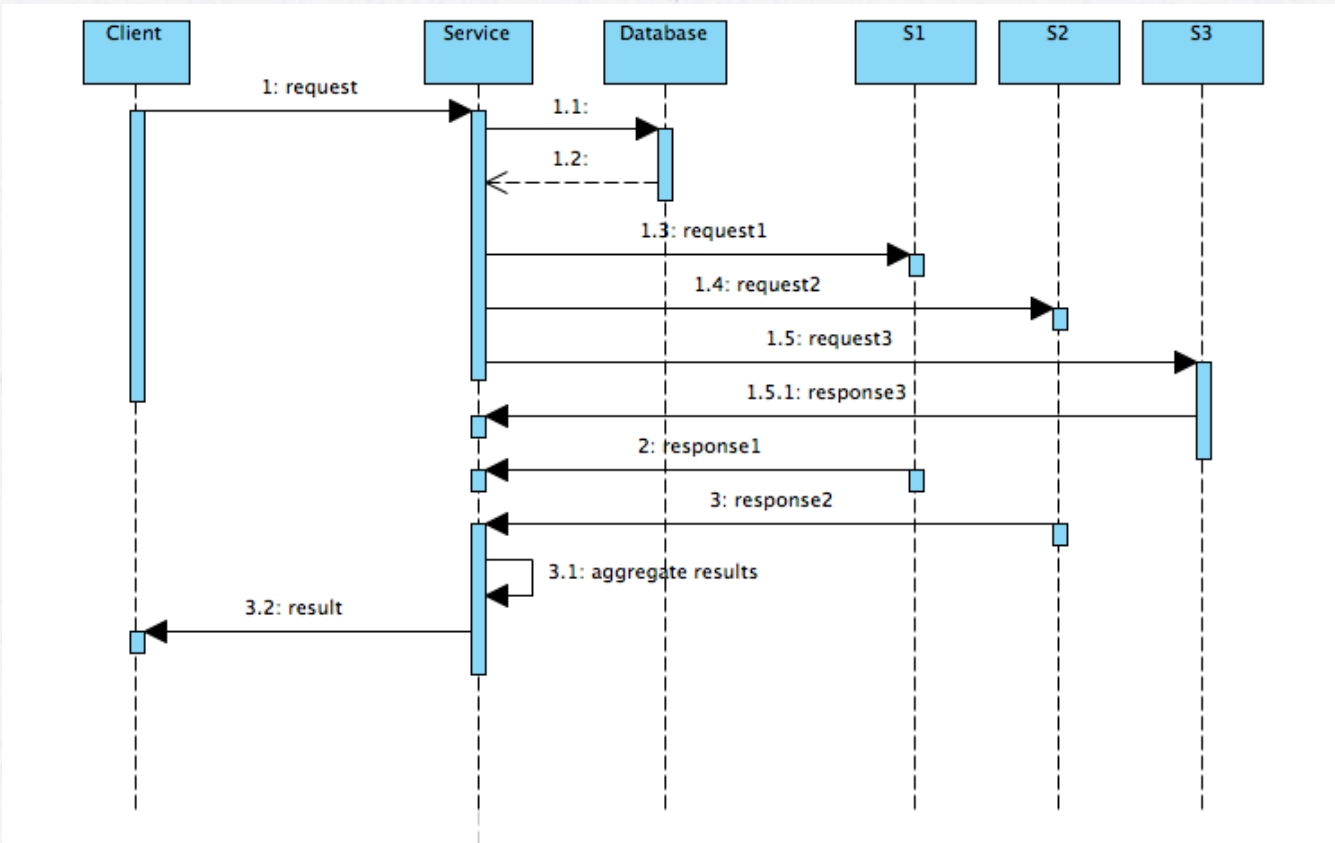 Client
Service
Database
S1
S2
S3
1: request
1.1:
1.2:
1.3: request1
1.4: request2
1.5: request3
1.5.1: response3
2: response1
3: response2
3.1: aggregate results
3.2: result